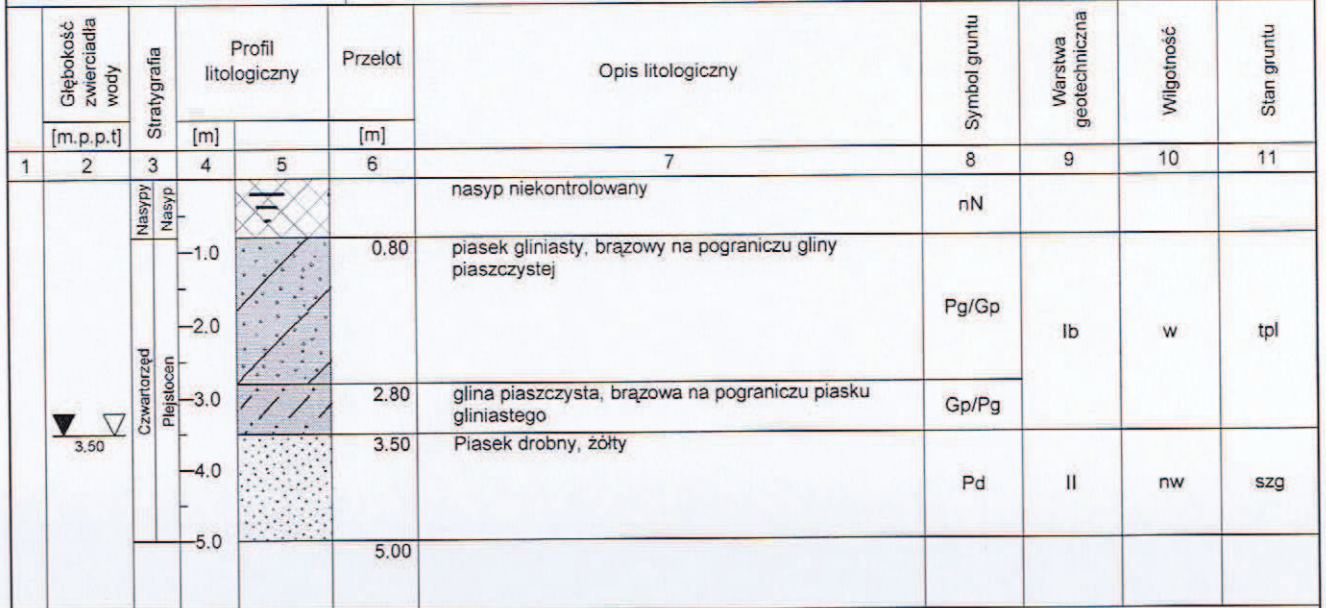 Głębokość
zwierciadła
wody
[m.p.p.t]
Stratygrafia
Profil
litologiczny
[m]
Przelot
[m]
Opis litologiczny
Symbol gruntu
Warstwa
geotechniczna
Wilgotność
Stan gruntu
1 2 3 4 5 6 7 8 9 10 11
Nasypy
Nasyp
nasyp niekontrolowany
nN
1.0
0.80
piasek gliniasty, brązowy na pograniczu gliny
piaszczystej
Pg/Gp
2.0
Ib
w
tpl
Czwartorzęd
Plejstocen
3.0
2.80
glina piaszczysta, brązowa na pograniczu piasku
gliniastego
Gp/Pg
3.50
3.50
Piasek drobny, żółty
4.0
Pd
II
nw
szg
5.0
5.00